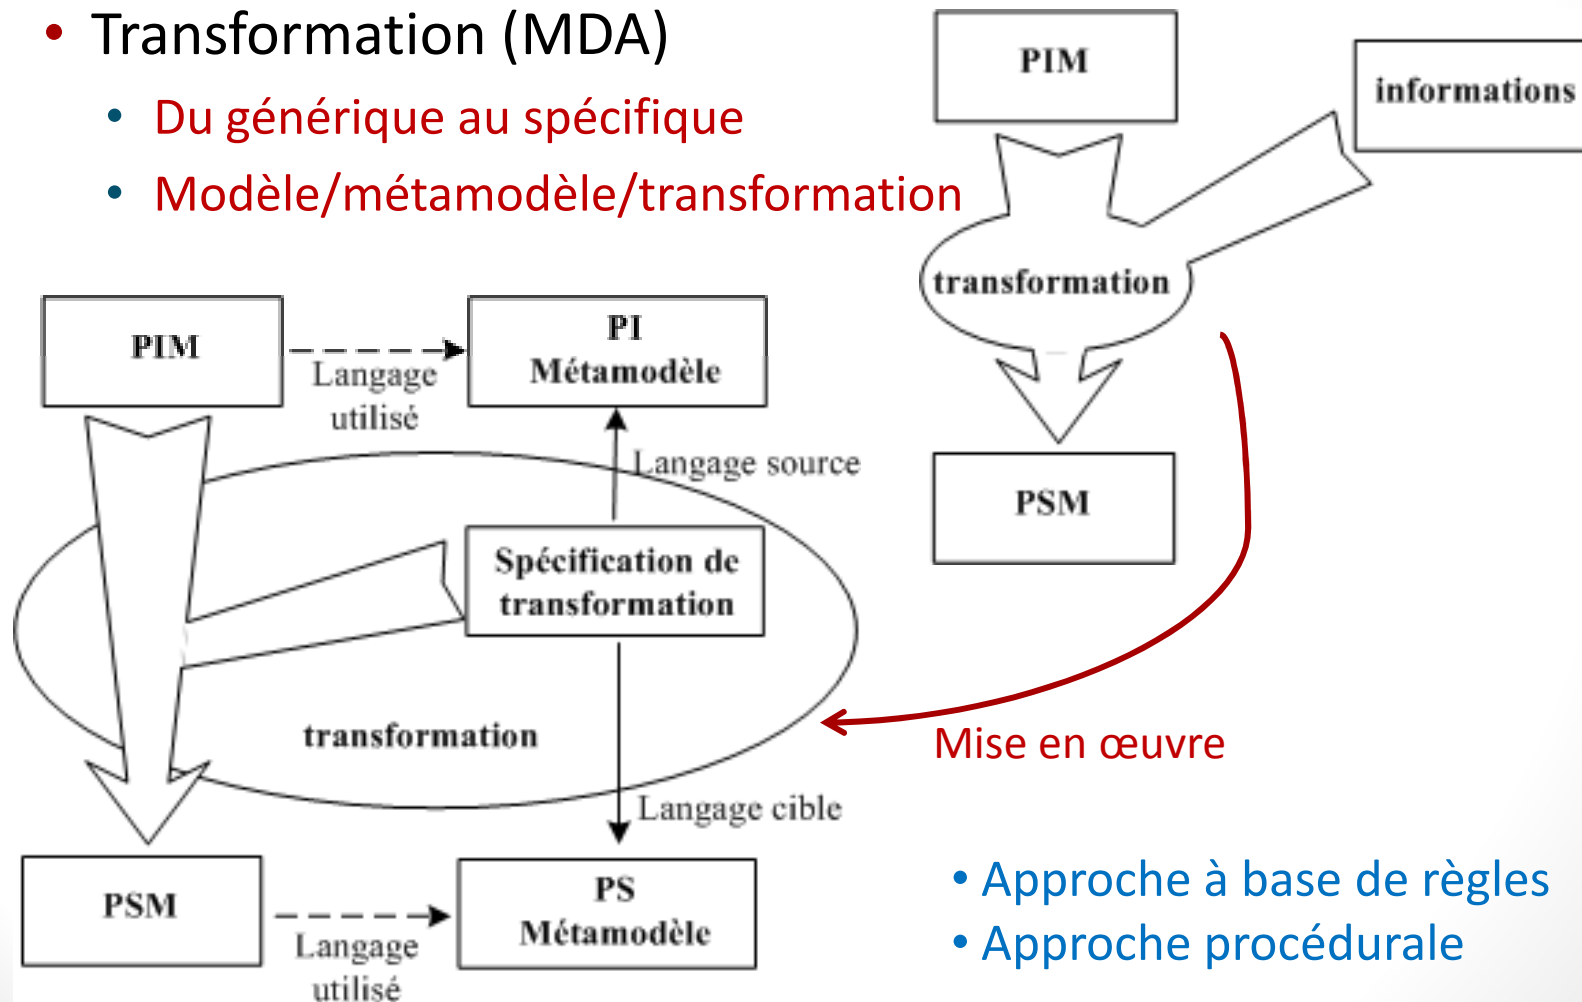 • Transformation (MDA)
• Du générique au spécifique
• Modèle/métamodèle/transformation
PIM
informations
transformation
PSM
PIM
Langage
utilisé
PI
Métamodèle
Langage source
Spécification de
transformation
transformation
Langage cible
PSM
Langage
utilisé
PS
Métamodèle
Mise en œuvre
• Approche à base de règles
• Approche procédurale